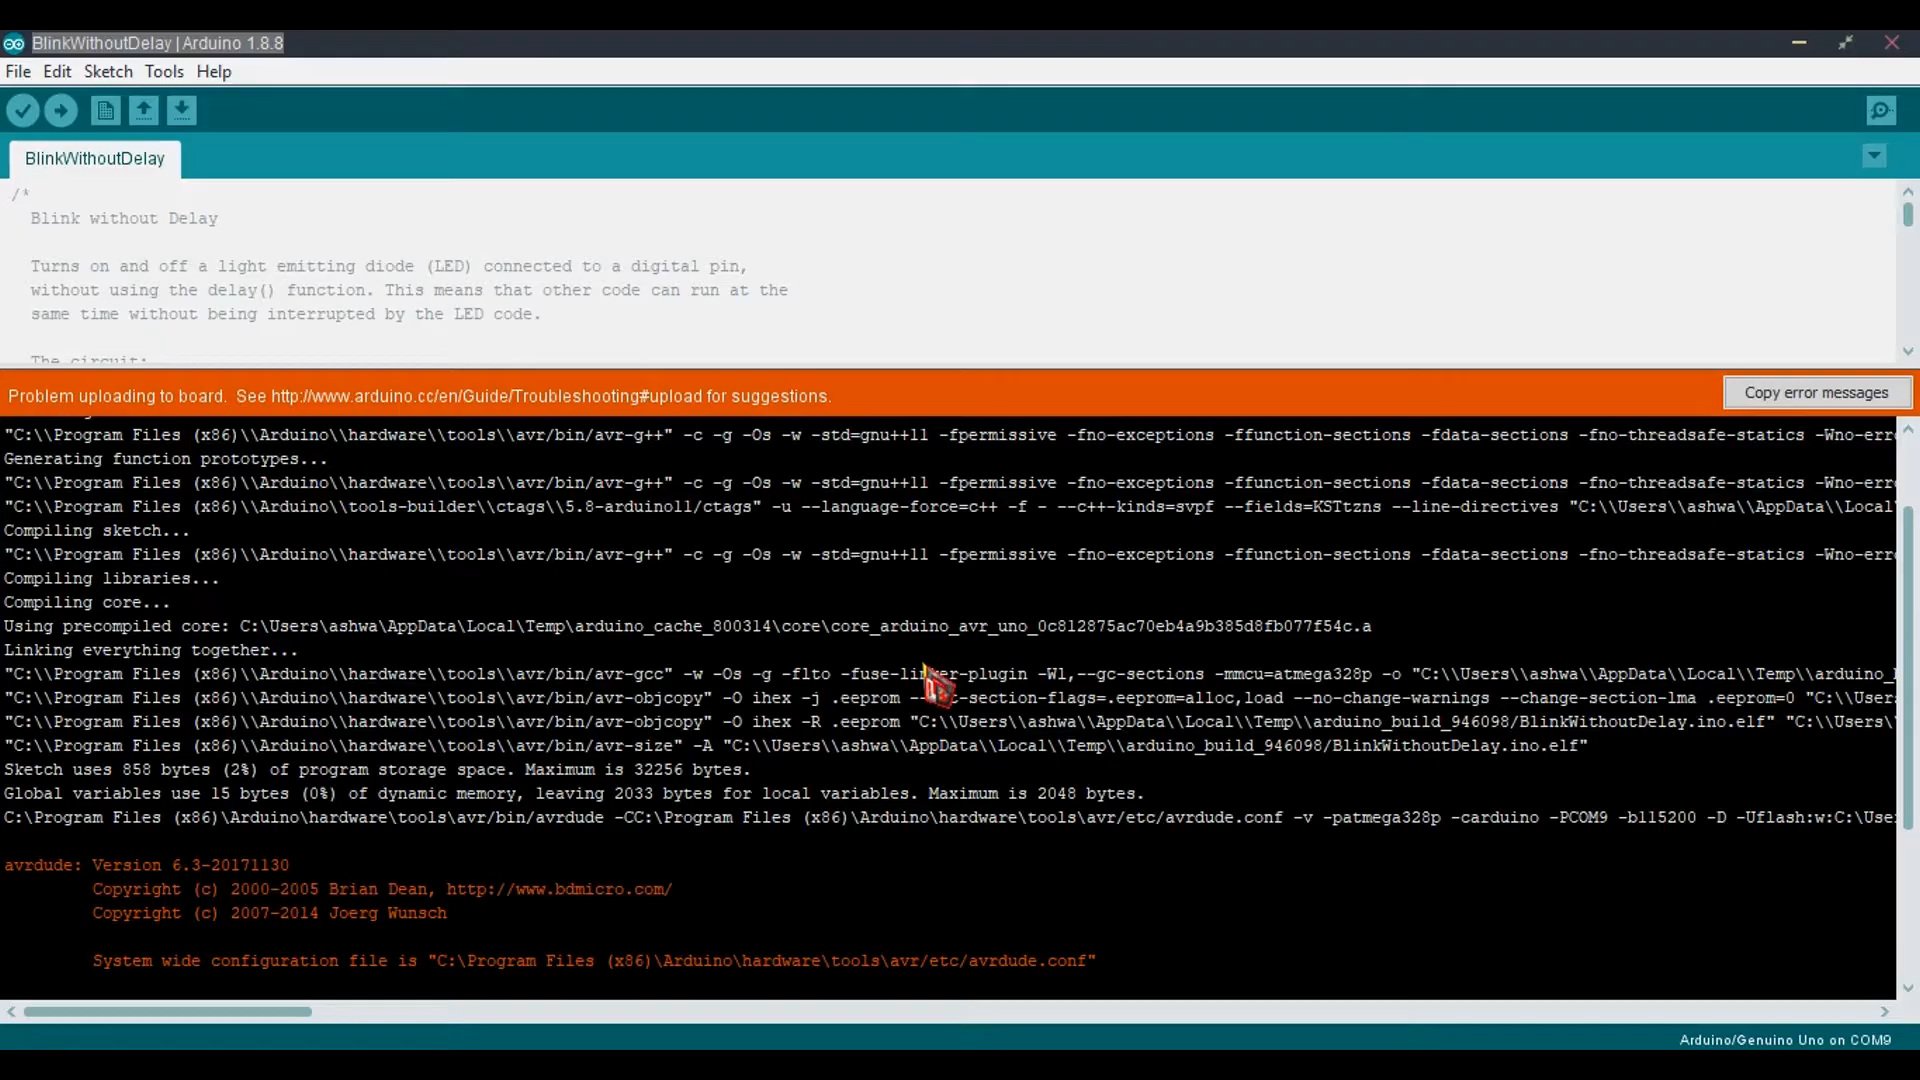 BlinkWithoutDelay | Arduino 1.8.8
File Edit Sketch Tools Help
BlinkWithoutDelay
/*
Blink without Delay
Turns on and off a light emitting diode (LED) connected to a digital pin,
without using the delay() function. This means that other code can run at the
same time without being interrupted by the LED code.
The circuit:
Problem uploading to board. See http://www.arduino.cc/en/Guide/Troubleshooting#upload for suggestions.
Copy error messages
"C:\\Program Files (x86)\\Arduino\\hardware\\tools\\avr/bin/avr-g++" -c -g -Os -w -std=gnu++11 -fpermissive -fno-exceptions -ffunction-sections -fdata-sections -fno-threadsafe-statics -Wno-erro
Generating function prototypes...
"C:\\Program Files (x86)\\Arduino\\hardware\\tools\\avr/bin/avr-g++" -c -g -Os -w -std=gnu++11 -fpermissive -fno-exceptions -ffunction-sections -fdata-sections -fno-threadsafe-statics -Wno-erro
"C:\\Program Files (x86)\\Arduino\\tools-builder\\ctags\\5.8-arduino11/ctags" -u --language-force=c++ -f - --c++-kinds=svpf --fields=KSTtzns --line-directives "C:\\Users\\ashwa\\AppData\\Local\
Compiling sketch...
"C:\\Program Files (x86)\\Arduino\\hardware\\tools\\avr/bin/avr-g++" -c -g -Os -w -std=gnu++11 -fpermissive -fno-exceptions -ffunction-sections -fdata-sections -fno-threadsafe-statics -Wno-erro
Compiling libraries...
Compiling core...
Using precompiled core: C:\Users\ashwa\AppData\Local\Temp\arduino_cache_800314\core\core_arduino_avr_uno_0c812875ac70eb4a9b385d8fb077f54c.a
Linking everything together...
"C:\\Program Files (x86)\\Arduino\\hardware\\tools\\avr/bin/avr-gcc" -w -Os -g -flto -fuse-linker-plugin -Wl,--gc-sections -mmcu=atmega328p -o "C:\\Users\\ashwa\\AppData\\Local\\Temp\\arduino_
"C:\\Program Files (x86)\\Arduino\\hardware\\tools\\avr/bin/avr-objcopy" -O ihex -j .eeprom -section-flags=.eeprom=alloc,load --no-change-warnings --change-section-lma .eeprom=0 "C:\\Users
"C:\\Program Files (x86)\\Arduino\\hardware\\tools\\avr/bin/avr-objcopy" -O ihex -R .eeprom "C:\\Users\\ashwa\\AppData\\Local\\Temp\\arduino_build_946098/BlinkWithoutDelay.ino.elf" "C:\\Users\
"C:\\Program Files (x86)\\Arduino\\hardware\\tools\\avr/bin/avr-size" -A "C:\\Users\\ashwa\\AppData\\Local\\Temp\\arduino_build_946098/BlinkWithoutDelay.ino.elf"
Sketch uses 858 bytes (2%) of program storage space. Maximum is 32256 bytes.
Global variables use 15 bytes (0%) of dynamic memory, leaving 2033 bytes for local variables. Maximum is 2048 bytes.
C:\Program Files (x86)\Arduino\hardware\tools\avr/bin/avrdude -CC:\Program Files (x86)\Arduino\hardware\tools\avr/etc/avrdude.conf -v -patmega328p -carduino -PCOM9 -b115200 -D -Uflash:w:C:\Use
avrdude: Version 6.3-20171130
Copyright (c) 2000-2005 Brian Dean, http://www.bdmicro.com/
Copyright (c) 2007-2014 Joerg Wunsch
System wide configuration file is "C:\Program Files (x86)\Arduino\hardware\tools\avr/etc/avrdude.conf"
Arduino/Genuino Uno on COM9